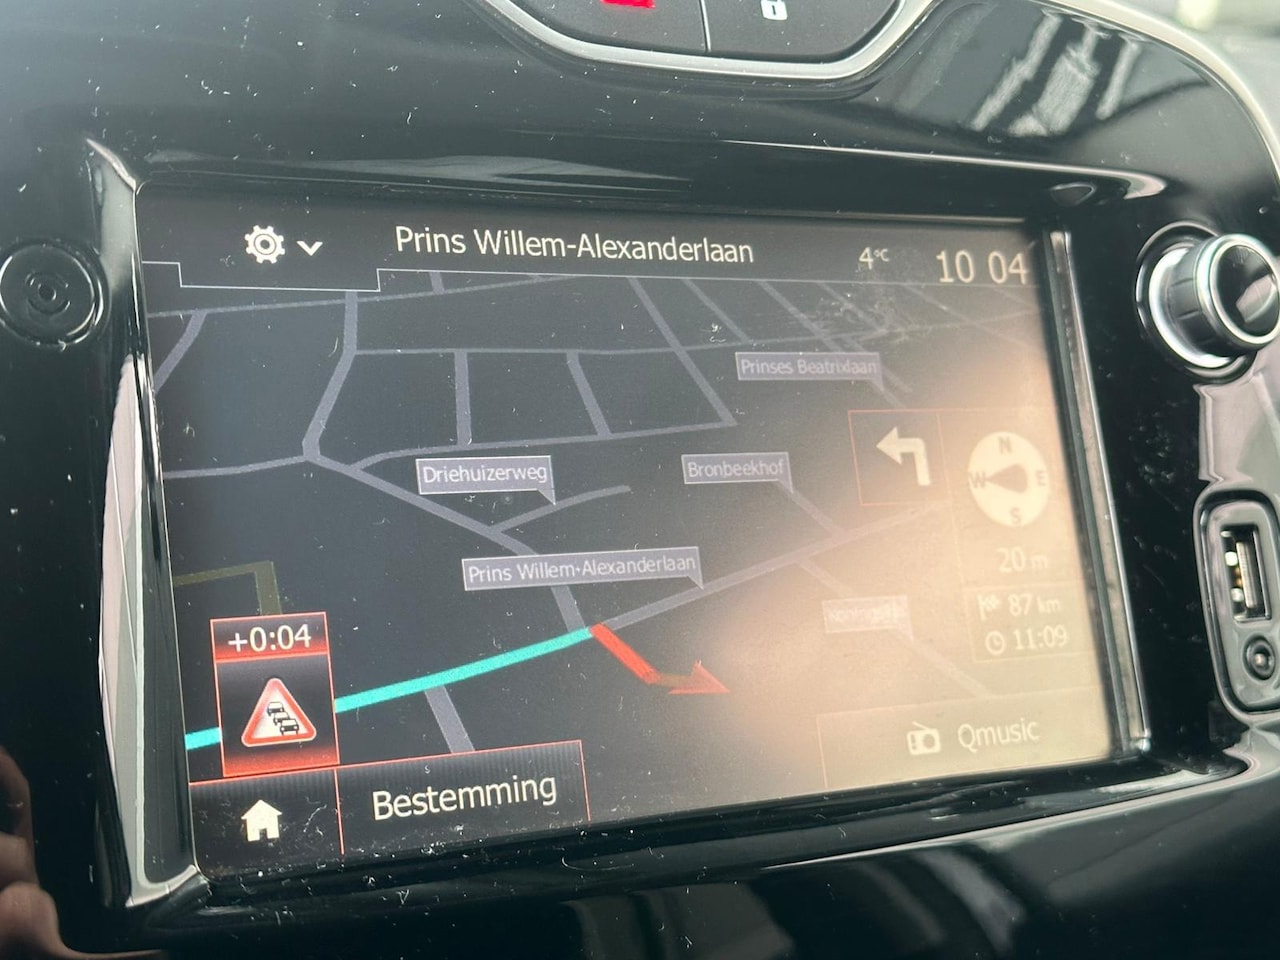 Prins Willem-Alexanderlaan
4°C
10 04
Prinses Beatrixlaan
Driehuizerweg
Bronbeekhof
N
W E
S
Prins Willem-Alexanderlaan
20 m
87 km
11:09
+0:04
Qmusic
Bestemming